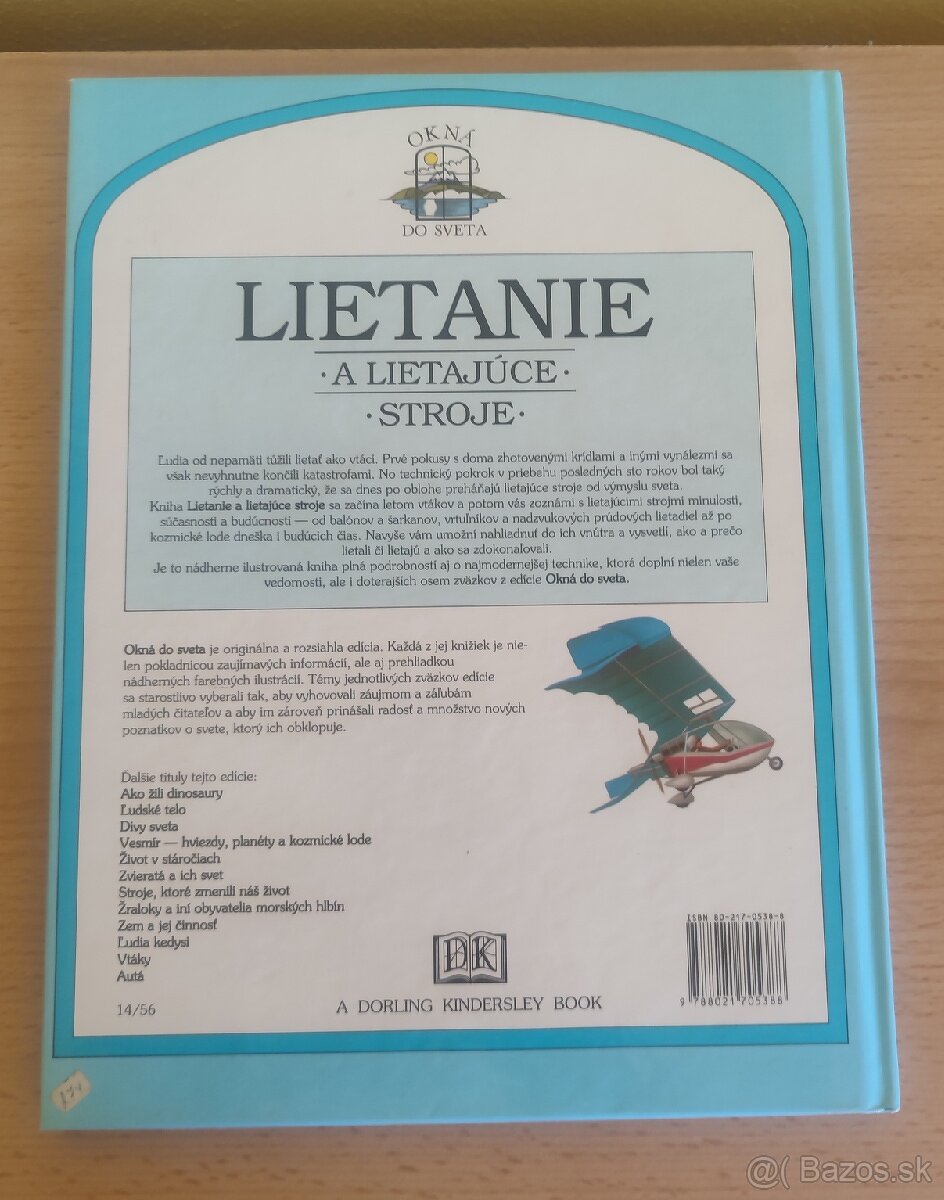 OKNÁ
DO SVETA
LIETANIE
· A LIETAJÚCE ·
· STROJE ·
Ľudia od nepamäti túžili lietať ako vtáci. Prvé pokusy s doma zhotovenými krídlami a inými vynálezmi sa
však nevyhnutne končili katastrofami. No technický pokrok v priebehu posledných sto rokov bol taký
rýchly a dramatický, že sa dnes po oblohe preháňajú lietajúce stroje od výmyslu sveta.
Kniha Lietanie a lietajúce stroje sa začína letom vtákov a potom vás zoznámi s lietajúcimi strojmi minulosti,
súčasnosti a budúcnosti — od balónov a šarkanov, vrtuľníkov a nadzvukových prúdových lietadiel až po
kozmické lode dneška i budúcich čias. Navyše vám umožní nahliadnuť do ich vnútra a vysvetlí, ako a prečo
lietali či lietajú a ako sa zdokonaľovali.
Je to nádherne ilustrovaná kniha plná podrobností aj o najmodernejšej technike, ktorá doplní nielen vaše
vedomosti, ale i doterajších osem zväzkov z edície Okná do sveta.
Okná do sveta je originálna a rozsiahla edícia. Každá z jej knižiek je nie-
len pokladnicou zaujímavých informácií, ale aj prehliadkou
nádherných farebných ilustrácií. Témy jednotlivých zväzkov edície
sa starostlivo vyberali tak, aby vyhovovali záujmom a záľubám
mladých čitateľov a aby im zároveň prinášali radosť a množstvo nových
poznatkov o svete, ktorý ich obklopuje.
Ďalšie tituly tejto edície:
Ako žili dinosaury
Ľudské telo
Divy sveta
Vesmír — hviezdy, planéty a kozmické lode
Život v stáročiach
Zvieratá a ich svet
Stroje, ktoré zmenili náš život
Žraloky a iní obyvatelia morských hlbín
Zem a jej činnosť
Ľudia kedysi
Vtáky
Autá
14/56
DK
A DORLING KINDERSLEY BOOK
ISBN 80-217-0538-8
9 788021 705388
@( Bazos.sk